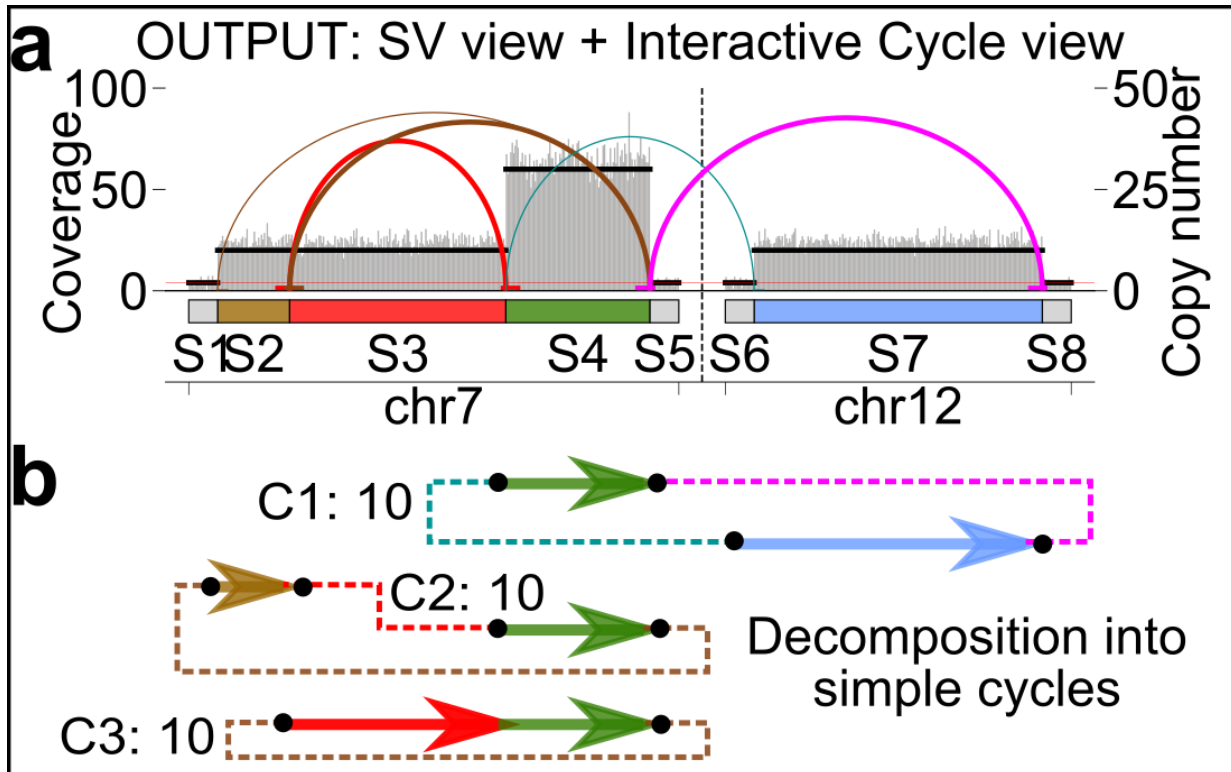 a OUTPUT: SV view + Interactive Cycle view
Coverage
100
50
0
50
25
0
Copy number
S1 S2 S3 S4 S5 S6 S7 S8
chr7 chr12
b
C1: 10
C2: 10
Decomposition into
simple cycles
C3: 10